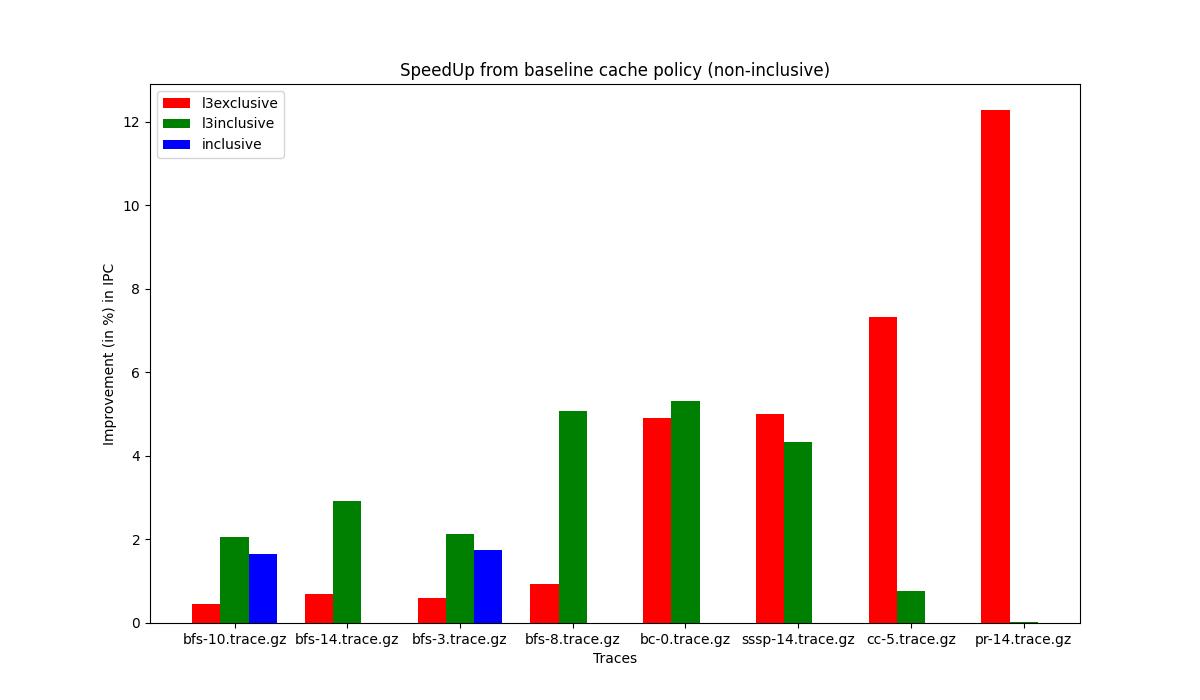 SpeedUp from baseline cache policy (non-inclusive)
l3exclusive
l3inclusive
inclusive
Improvement (in %) in IPC
12
10
8
6
4
2
0
bfs-10.trace.gz bfs-14.trace.gz bfs-3.trace.gz bfs-8.trace.gz bc-0.trace.gz sssp-14.trace.gz cc-5.trace.gz pr-14.trace.gz
Traces